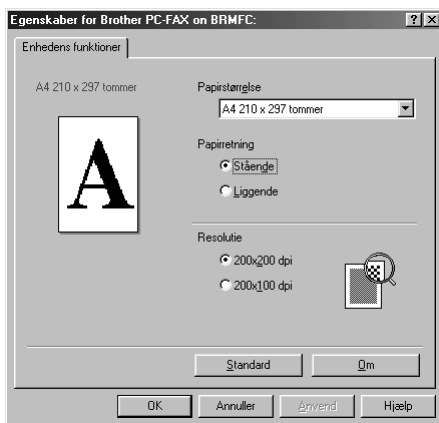 Egenskaber for Brother PC-FAX on BRMFC:
Enhedens funktioner
A4 210 x 297 tommer
A
Papirstørrelse
A4 210 x 297 tommer
Papirretning
Stående
Liggende
Resolutie
200x200 dpi
200x100 dpi
Standard
Om
OK
Annuller
Anvend
Hjælp